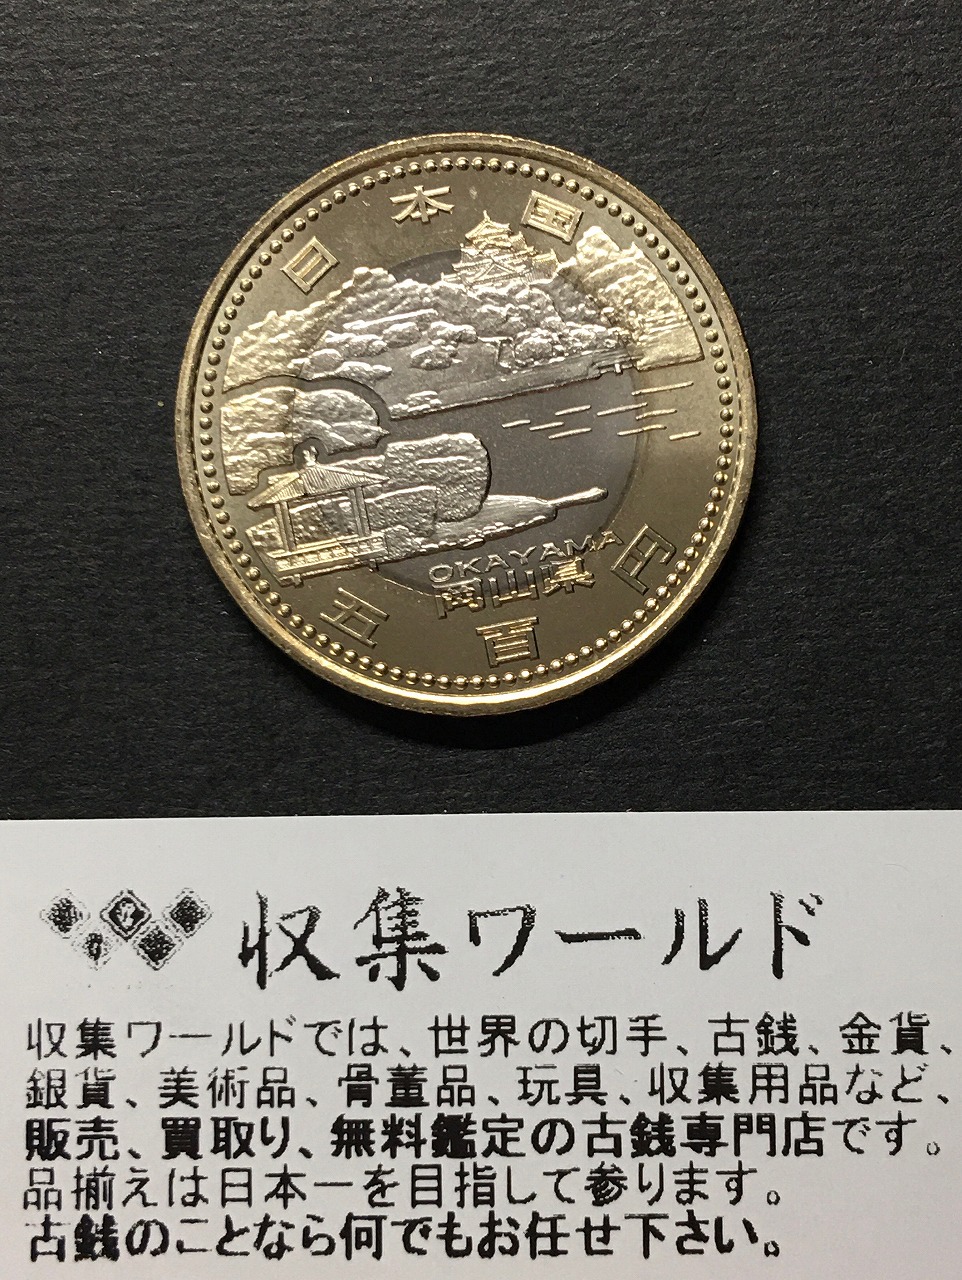 日本国
OKAYAMA
岡山県
五百円
収集ワールド
収集ワールドでは、世界の切手、古銭、金貨、
銀貨、美術品、骨董品、玩具、収集用品など、
販売、買取り、無料鑑定の古銭専門店です。
品揃えは日本一を目指して参ります。
古銭のことなら何でもお任せ下さい。